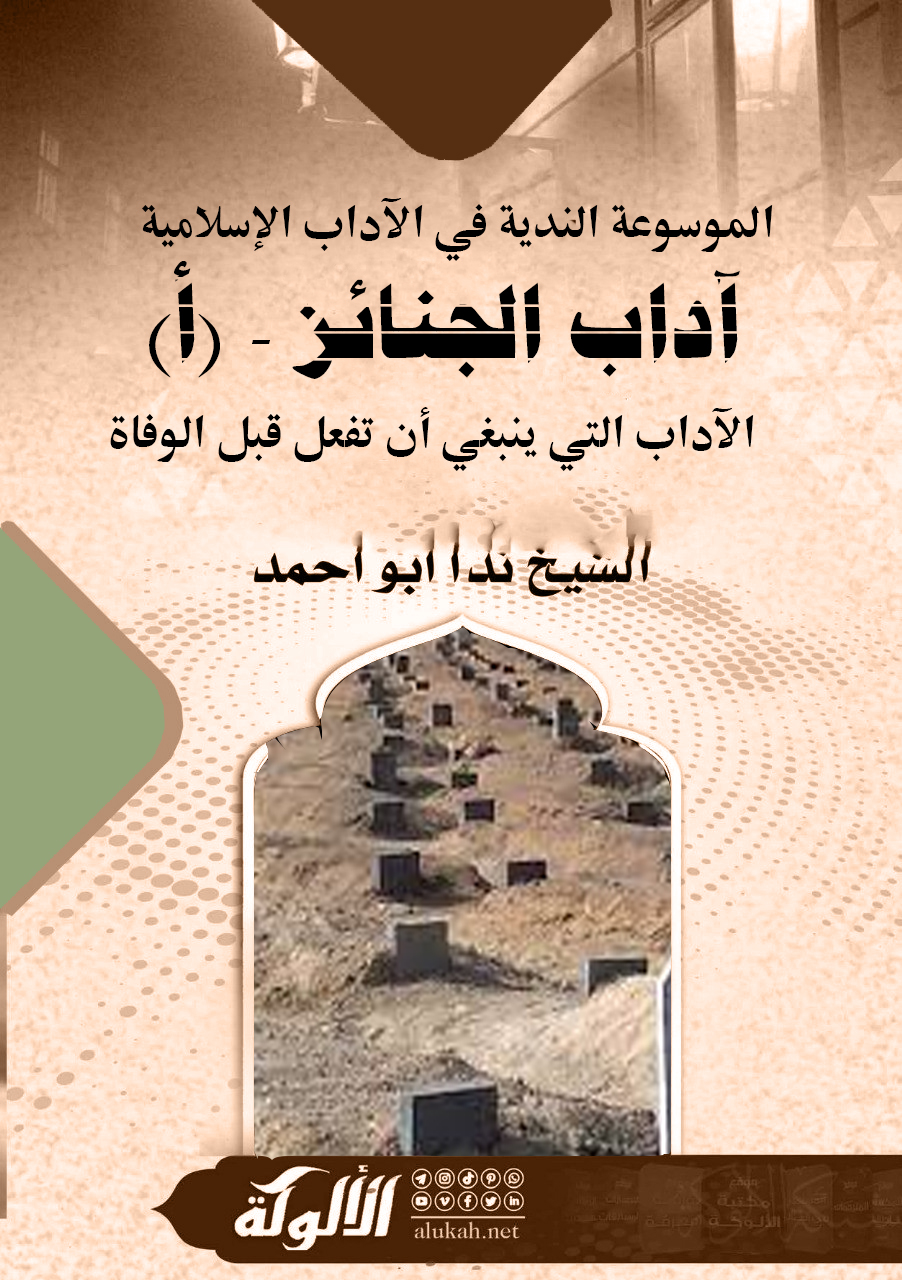 الموسوعة الندية في الآداب الإسلامية
آداب الجنائز - (أ)
الآداب التي ينبغي أن تفعل قبل الوفاة
الشيخ ندا ابو احمد
الألوكة
alukah.net